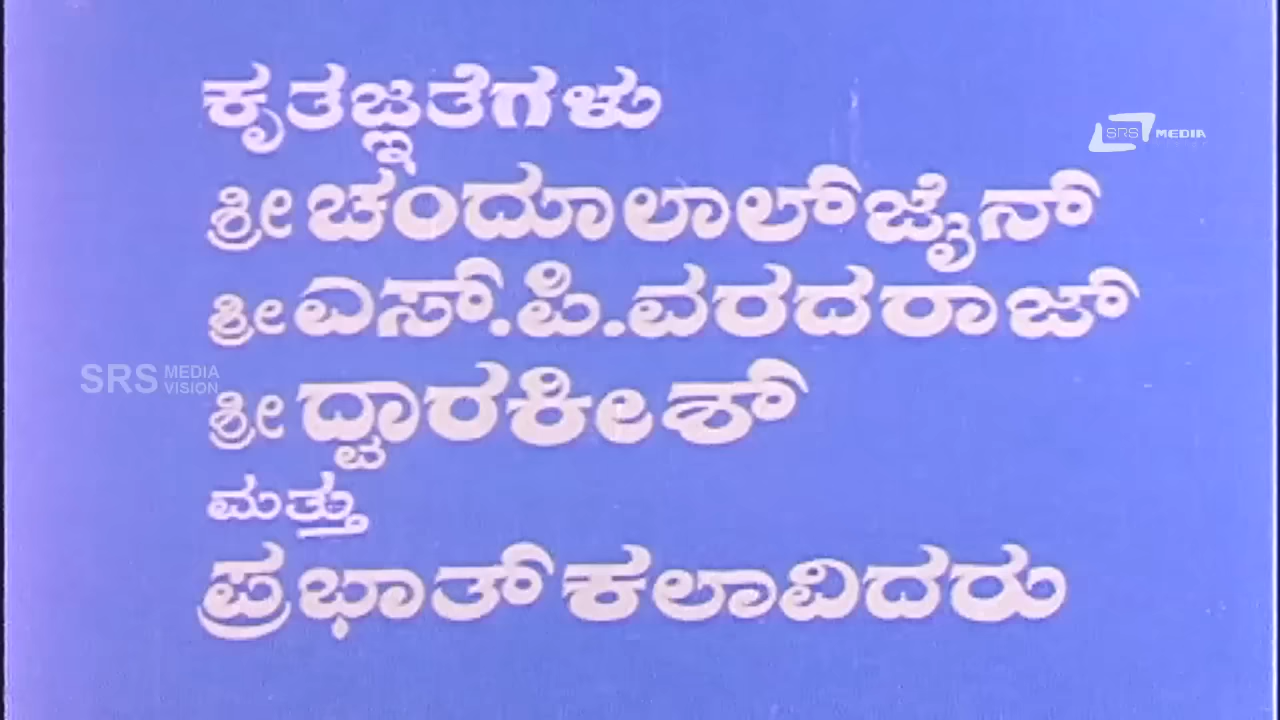 ಕೃತಜ್ಞತೆಗಳು
SRS MEDIA
ಶ್ರೀ ಚಂದೂಲಾಲ್ ಜೈನ್
ಶ್ರೀ ಎಸ್.ಪಿ.ವರದರಾಜ್
SRS MEDIA VISION
ಶ್ರೀ ದ್ವಾರಕೀಶ್
ಮತ್ತು
ಪ್ರಭಾತ್ ಕಲಾವಿದರು